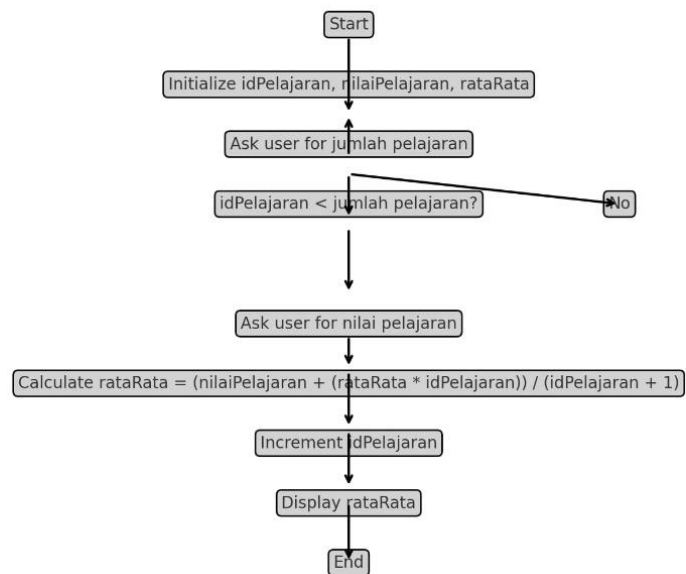 Start
Initialize idPelajaran, nilaiPelajaran, rataRata
Ask user for jumlah pelajaran
idPelajaran < jumlah pelajaran?
No
Ask user for nilai pelajaran
Calculate rataRata = (nilaiPelajaran + (rataRata * idPelajaran)) / (idPelajaran + 1)
Increment idPelajaran
Display rataRata
End